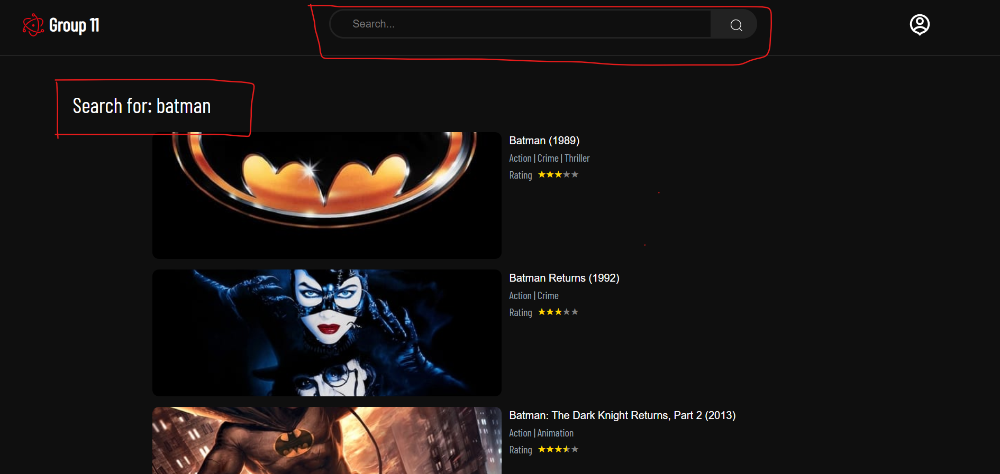 Group 11
Search...
Search for: batman
Batman (1989)
Action | Crime | Thriller
Rating ★★★★★
Batman Returns (1992)
Action | Crime
Rating ★★★★★
Batman: The Dark Knight Returns, Part 2 (2013)
Action | Animation
Rating ★★★★★